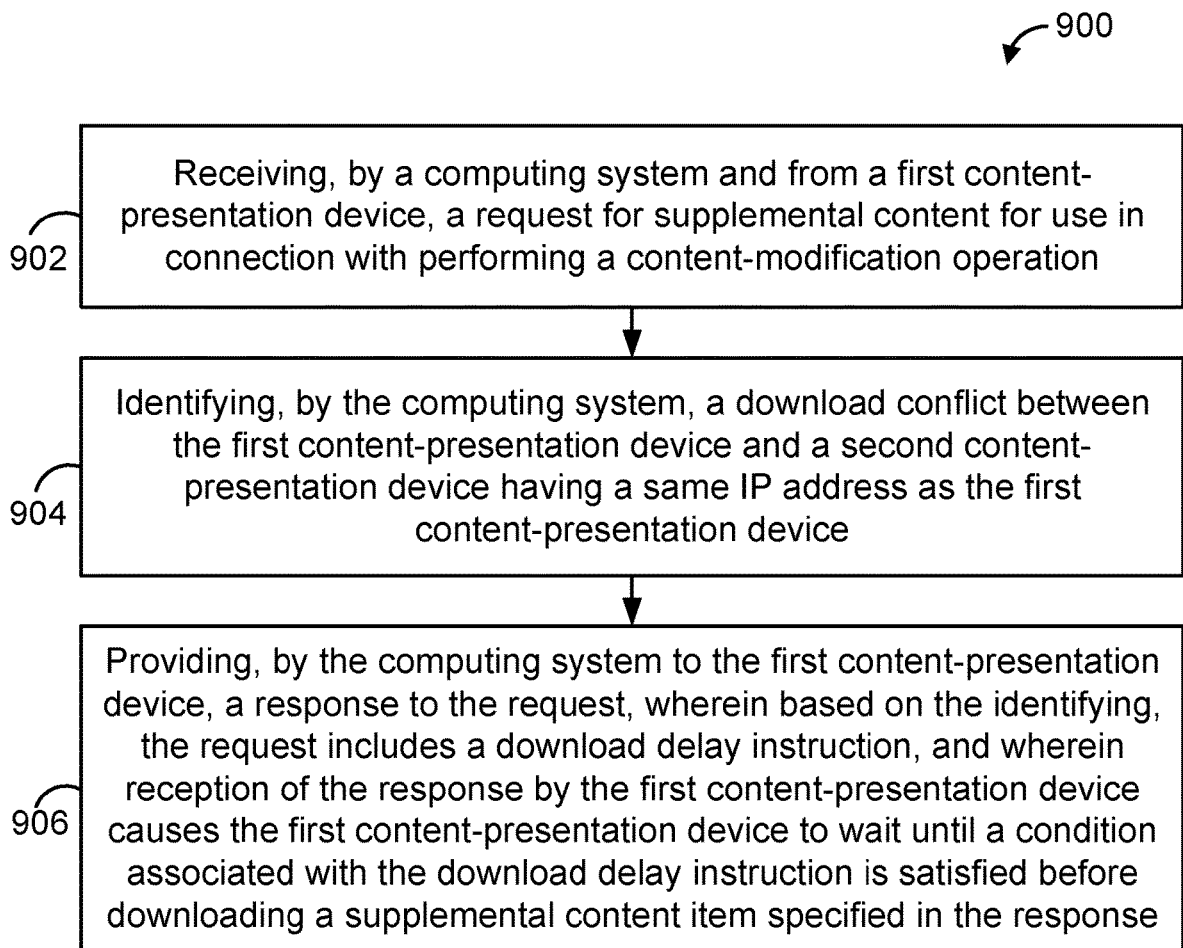 900
Receiving, by a computing system and from a first content-
presentation device, a request for supplemental content for use in
connection with performing a content-modification operation
902
Identifying, by the computing system, a download conflict between
the first content-presentation device and a second content-
presentation device having a same IP address as the first
content-presentation device
904
Providing, by the computing system to the first content-presentation
device, a response to the request, wherein based on the identifying,
the request includes a download delay instruction, and wherein
reception of the response by the first content-presentation device
causes the first content-presentation device to wait until a condition
associated with the download delay instruction is satisfied before
downloading a supplemental content item specified in the response
906